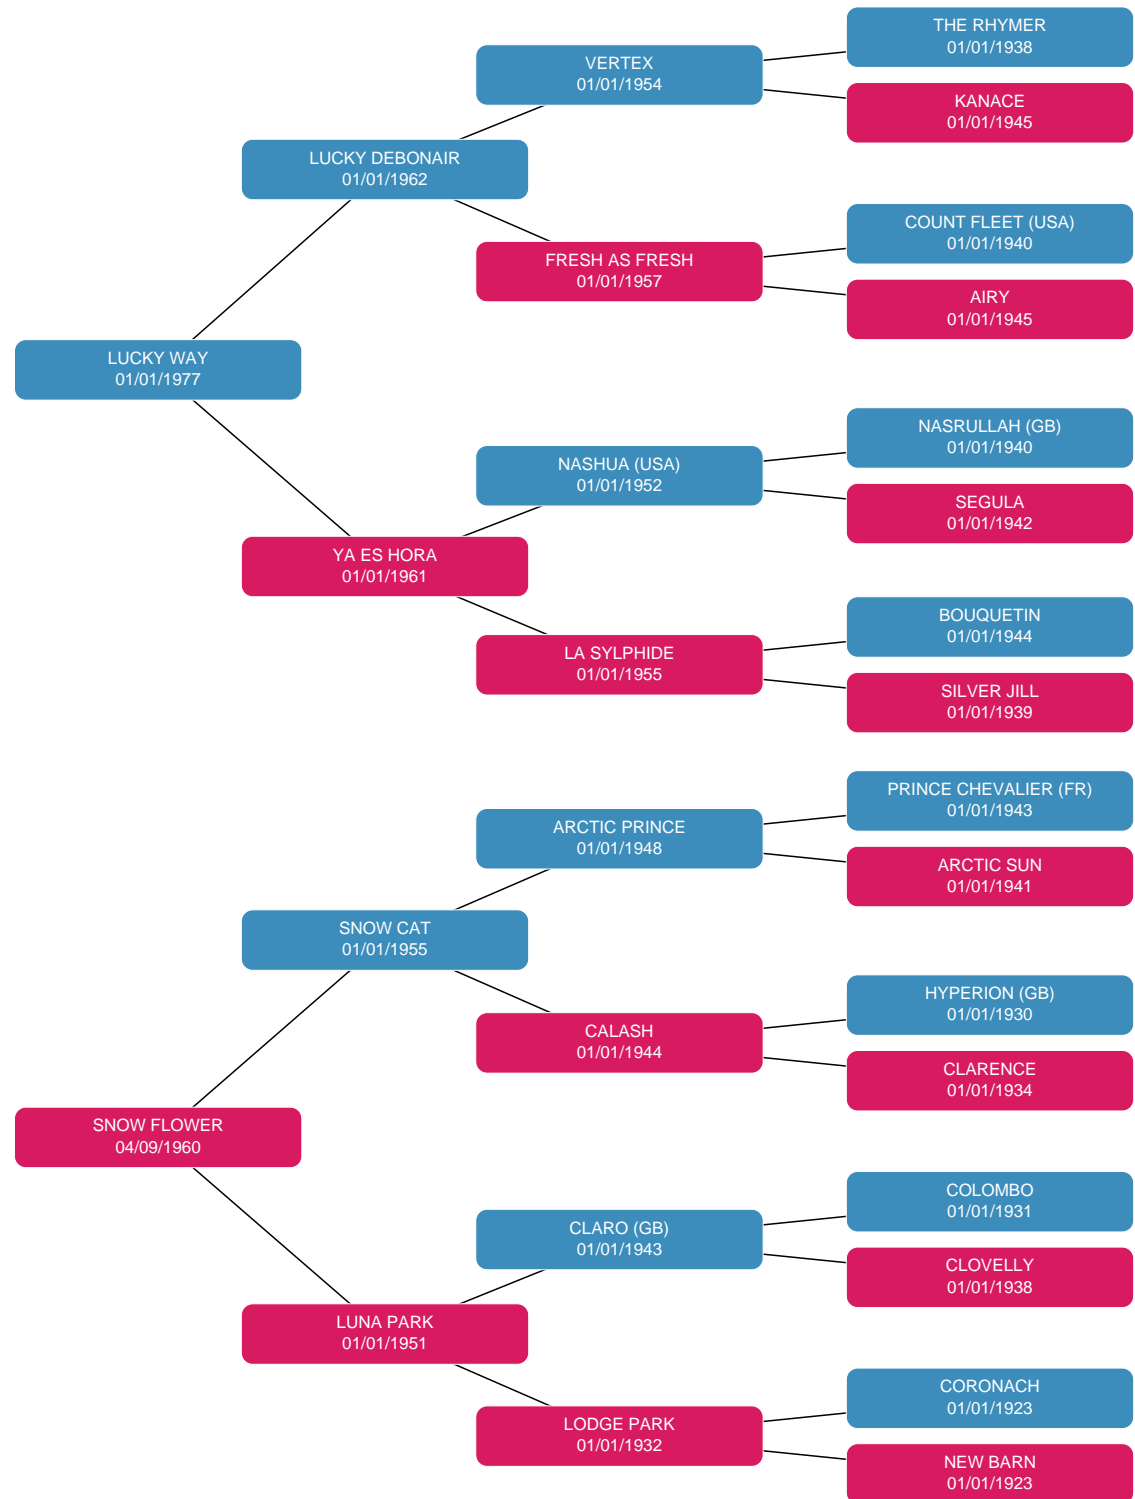 THE RHYMER
01/01/1938
VERTEX
01/01/1954
KANACE
01/01/1945
LUCKY DEBONAIR
01/01/1962
COUNT FLEET (USA)
01/01/1940
FRESH AS FRESH
01/01/1957
AIRY
01/01/1945
LUCKY WAY
01/01/1977
NASRULLAH (GB)
01/01/1940
NASHUA (USA)
01/01/1952
SEGULA
01/01/1942
YA ES HORA
01/01/1961
BOUQUETIN
01/01/1944
LA SYLPHIDE
01/01/1955
SILVER JILL
01/01/1939
PRINCE CHEVALIER (FR)
01/01/1943
ARCTIC PRINCE
01/01/1948
ARCTIC SUN
01/01/1941
SNOW CAT
01/01/1955
HYPERION (GB)
01/01/1930
CALASH
01/01/1944
CLARENCE
01/01/1934
SNOW FLOWER
04/09/1960
COLOMBO
01/01/1931
CLARO (GB)
01/01/1943
CLOVELLY
01/01/1938
LUNA PARK
01/01/1951
CORONACH
01/01/1923
LODGE PARK
01/01/1932
NEW BARN
01/01/1923